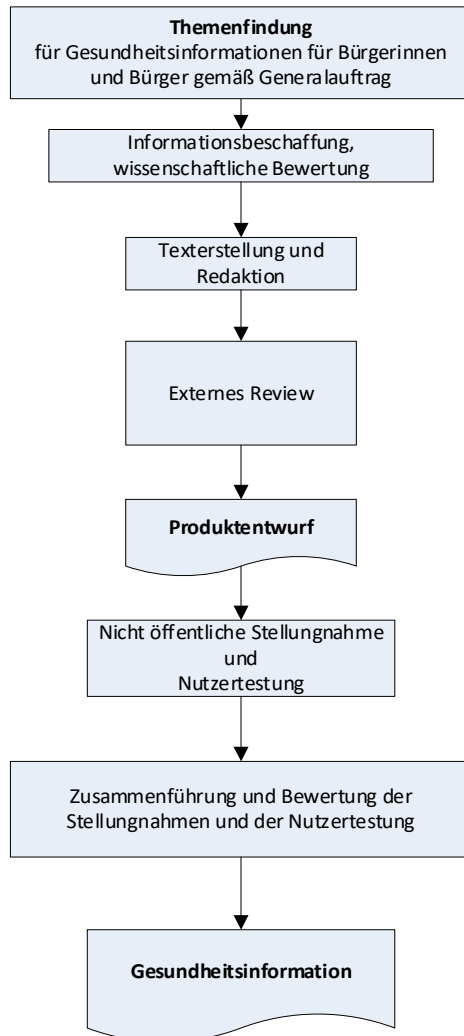 Themenfindung
für Gesundheitsinformationen für Bürgerinnen
und Bürger gemäß Generalauftrag
Informationsbeschaffung,
wissenschaftliche Bewertung
Texterstellung und
Redaktion
Externes Review
Produktentwurf
Nicht öffentliche Stellungnahme
und
Nutzertestung
Zusammenführung und Bewertung der
Stellungnahmen und der Nutzertestung
Gesundheitsinformation